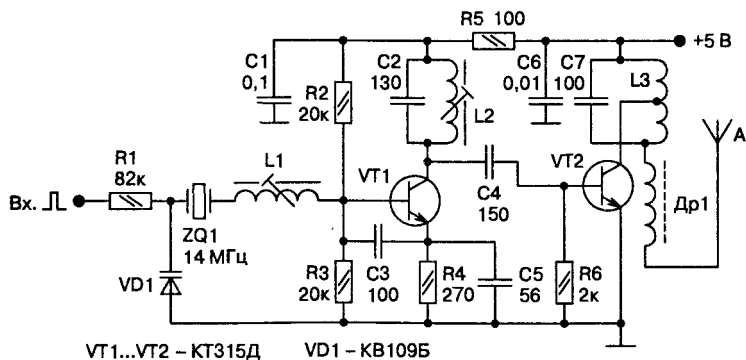 R5 100
+5 В
C1
0,1
C2
130
C6
0,01
C7
100
L3
R2
20к
L2
A
R1
82к
L1
VT1
VT2
Вх.
C4
150
Др1
ZQ1
14 МГц
VD1
R3
20к
C3
100
R4
270
C5
56
R6
2к
VT1...VT2 – КТ315Д
VD1 – КВ109Б